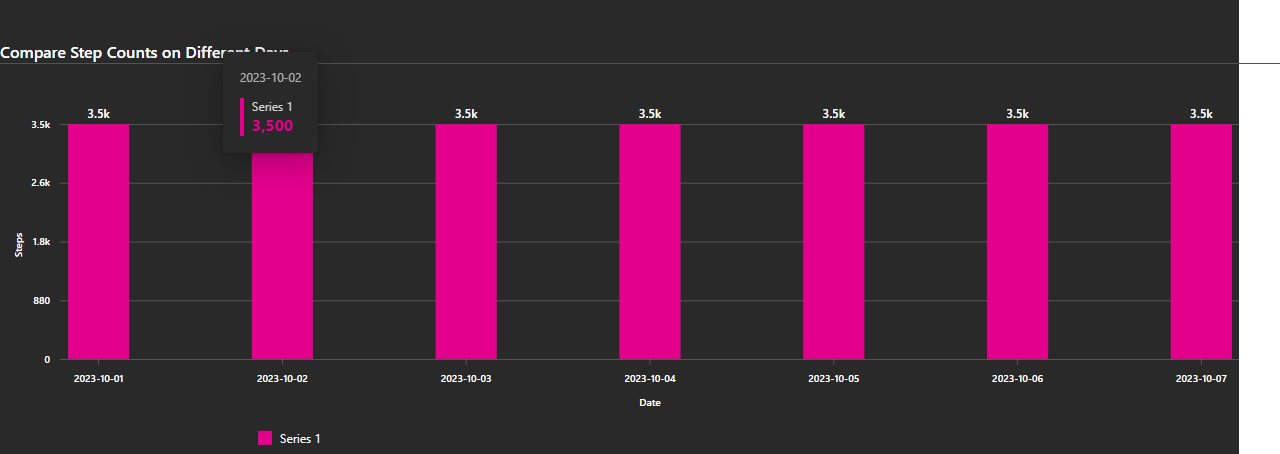 Compare Step Counts on Different Days
2023-10-02
Series 1
3,500
3.5k 3.5k 3.5k 3.5k 3.5k 3.5k
3.5k
2.6k
1.8k
880
0
Steps
2023-10-01 2023-10-02 2023-10-03 2023-10-04 2023-10-05 2023-10-06 2023-10-07
Date
Series 1